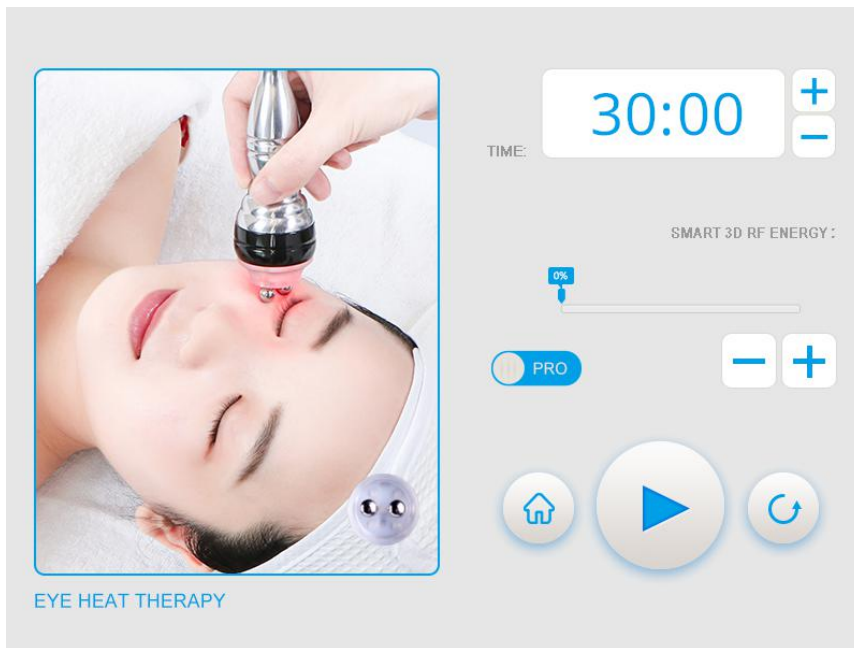 30:00
TIME:
SMART 3D RF ENERGY :
0%
PRO
EYE HEAT THERAPY